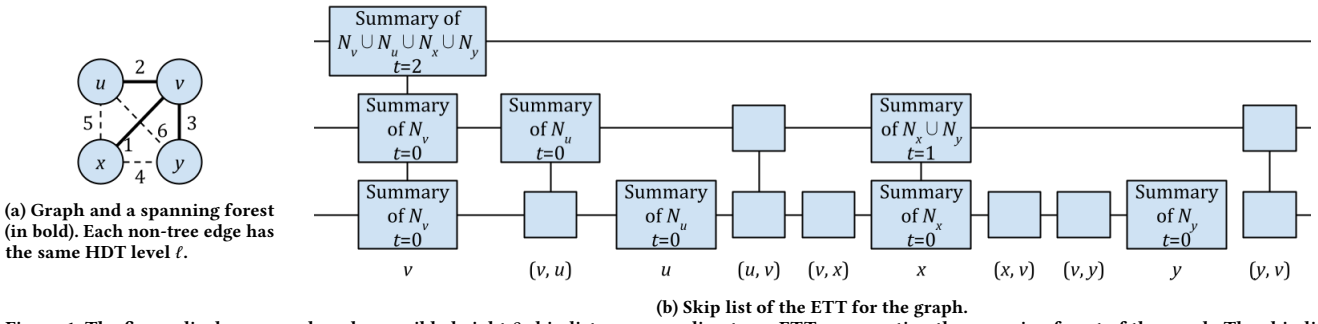 u
v
x
y
2
5
6
3
1
4
(a) Graph and a spanning forest
(in bold). Each non-tree edge has
the same HDT level ℓ.
Summary of
N_v ∪ N_u ∪ N_x ∪ N_y
t=2
Summary
of N_v
t=0
Summary
of N_u
t=0
Summary
of N_x ∪ N_y
t=1
Summary
of N_v
t=0
Summary
of N_u
t=0
Summary
of N_x
t=0
Summary
of N_y
t=0
v
(v, u)
u
(u, v)
(v, x)
x
(x, v)
(v, y)
y
(y, v)
(b) Skip list of the ETT for the graph.